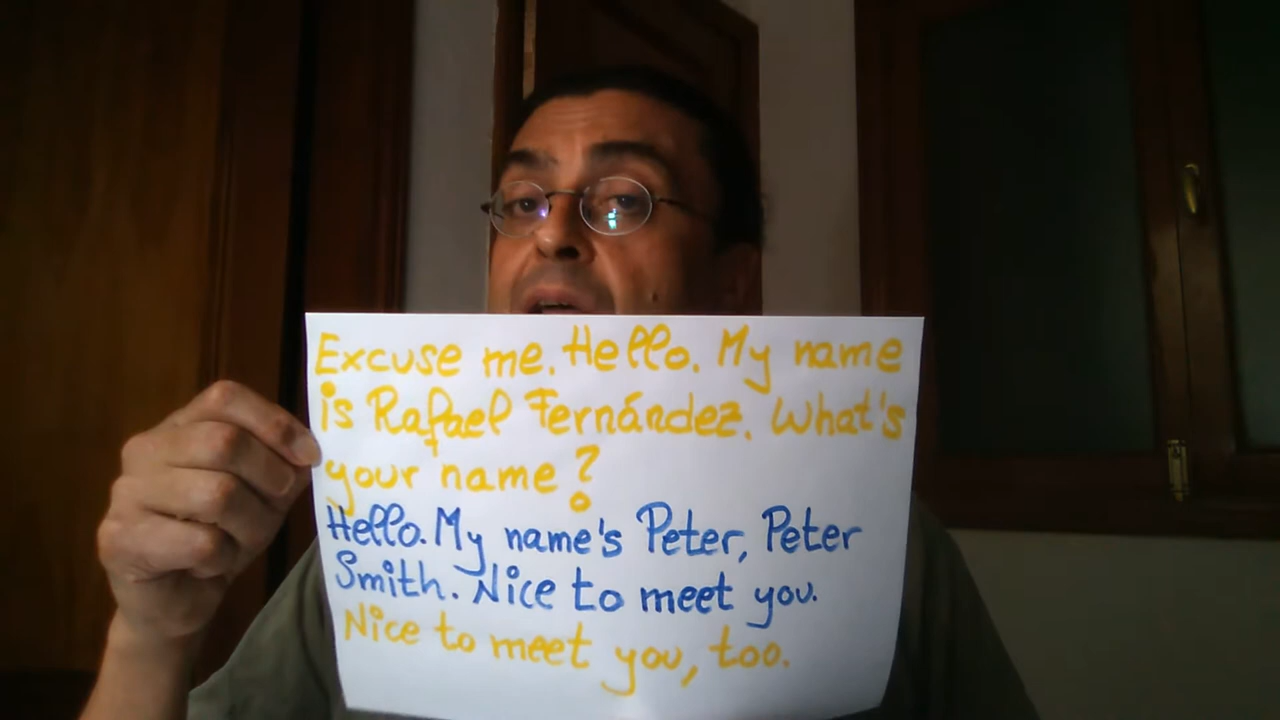 Excuse me. Hello. My name
is Rafael Fernández. What's
your name?
Hello. My name's Peter, Peter
Smith. Nice to meet you.
Nice to meet you, too.